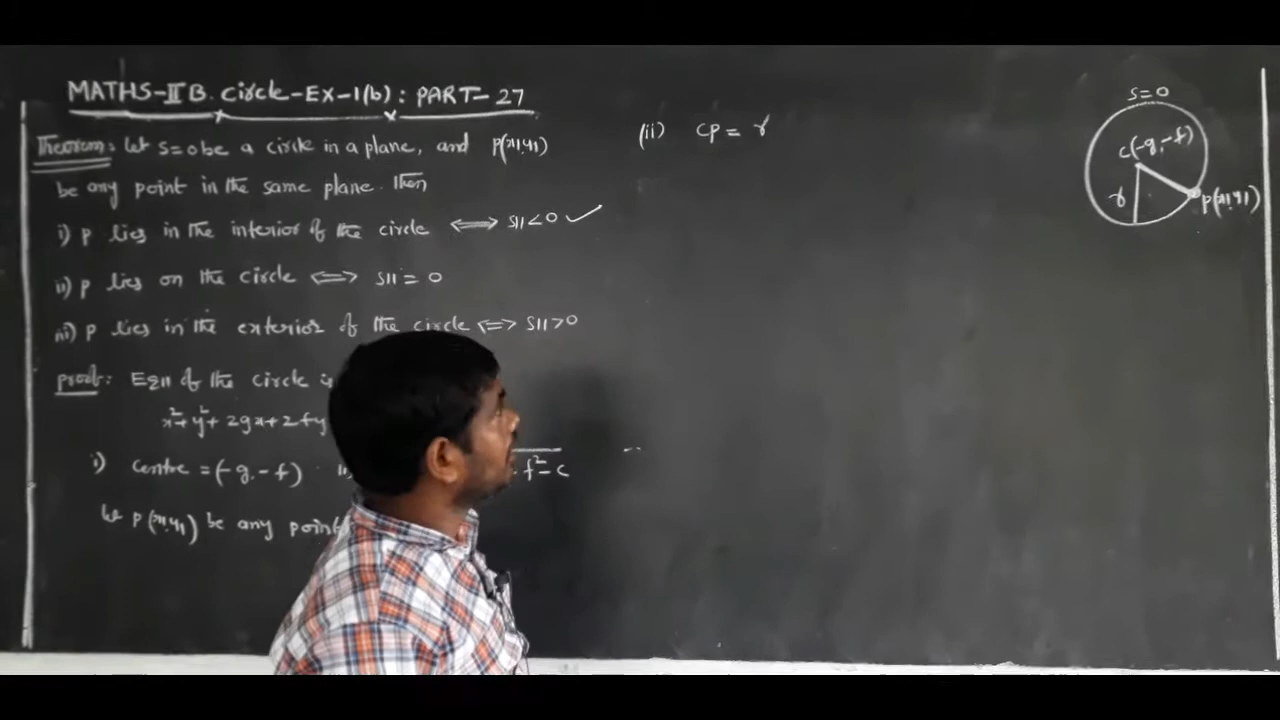 MATHS-II B. Circle-Ex-1(b): PART-27
Theorem: Let S=0 be a circle in a plane, and P(x1,y1)
be any point in the same plane. Then
i) P lies in the interior of the circle ⟺ S11<0 ✓
ii) P lies on the circle ⟺ S11=0
iii) P lies in the exterior of the circle ⟺ S11>0
Proof: Eqn of the circle is
x²+y²+2gx+2fy
i) centre = (-g,-f)
f²-c
let P(x1,y1) be any point
(ii) CP = r
S=0
C(-g,-f)
r
P(x1,y1)